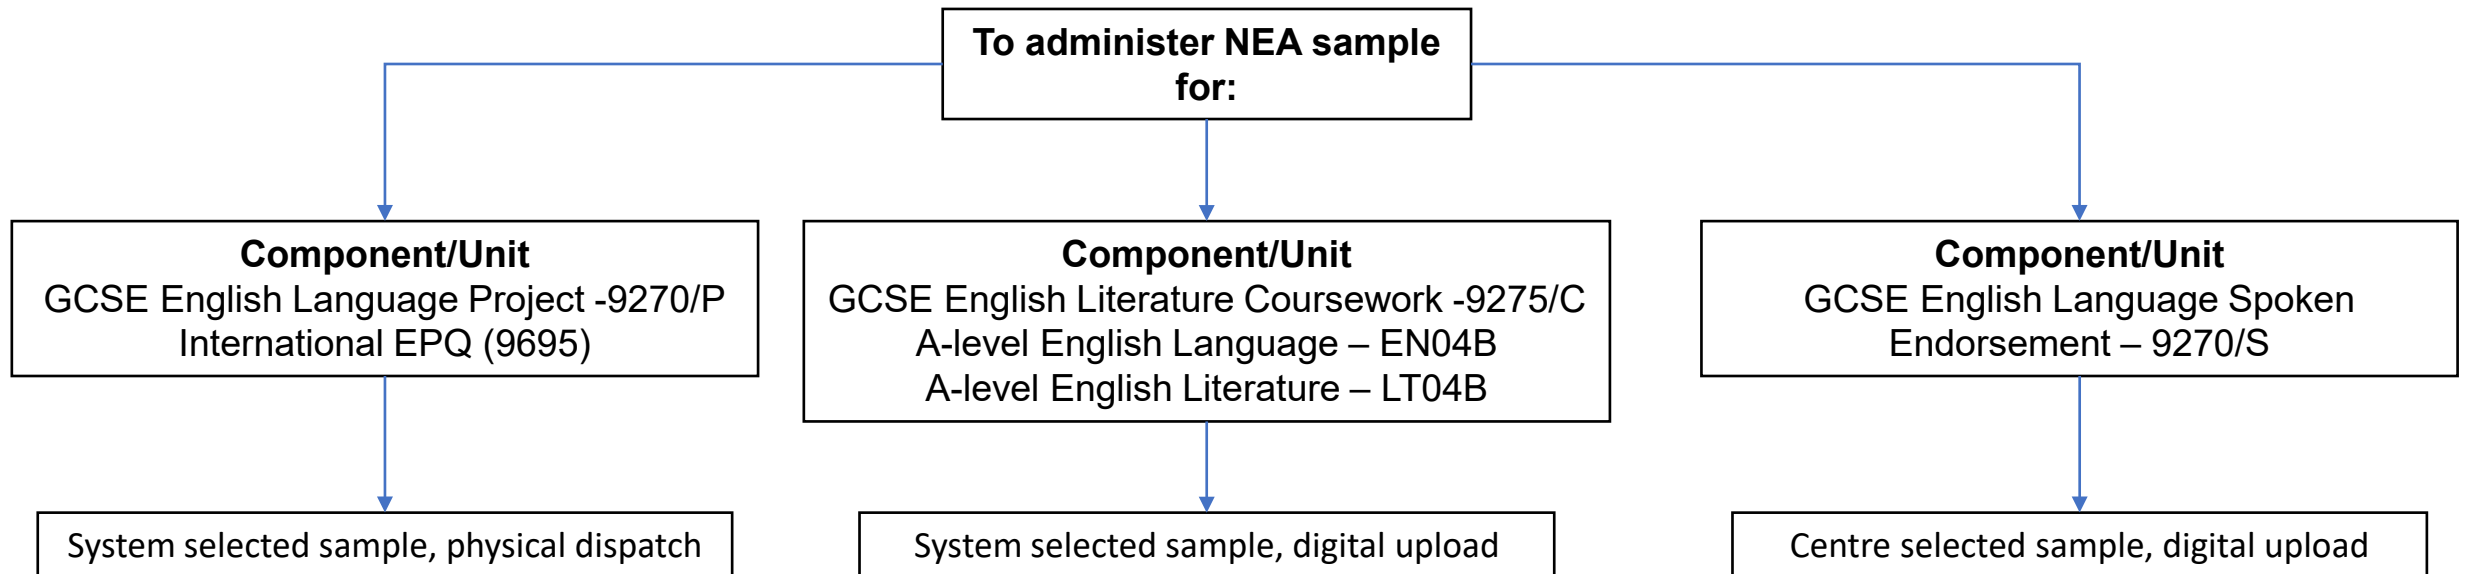 To administer NEA sample
for:
Component/Unit
GCSE English Language Project -9270/P
International EPQ (9695)
Component/Unit
GCSE English Literature Coursework -9275/C
A-level English Language – EN04B
A-level English Literature – LT04B
Component/Unit
GCSE English Language Spoken
Endorsement – 9270/S
System selected sample, physical dispatch
System selected sample, digital upload
Centre selected sample, digital upload